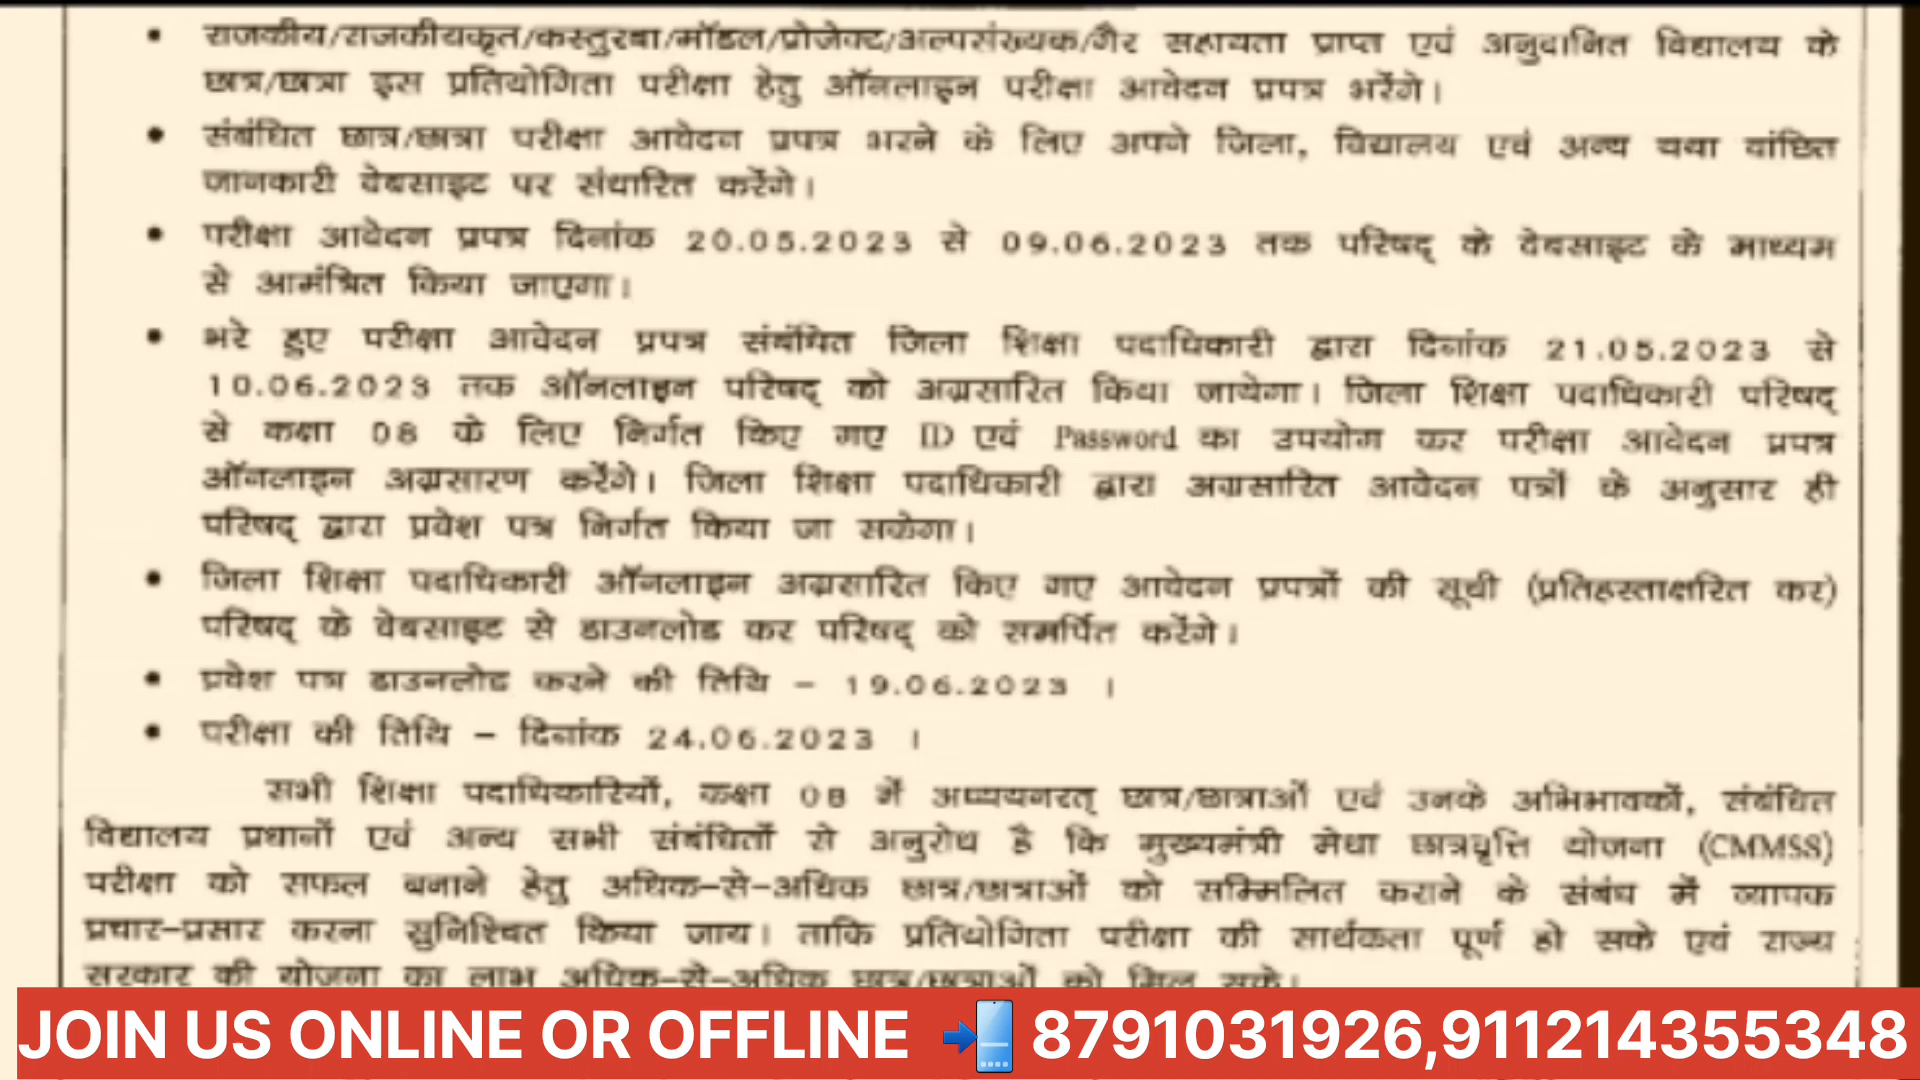 • राजकीय/राजकीयकृत/कस्तुरबा/मॉडल/प्रोजेक्ट/अल्पसंख्यक/गैर सहायता प्राप्त एवं अनुदानित विद्यालय के
छात्र/छात्रा इस प्रतियोगिता परीक्षा हेतु ऑनलाइन परीक्षा आवेदन प्रपत्र भरेंगे।
• संबंधित छात्र/छात्रा परीक्षा आवेदन प्रपत्र भरने के लिए अपने जिला, विद्यालय एवं अन्य यथा वांछित
जानकारी वेबसाइट पर संधारित करेंगे।
• परीक्षा आवेदन प्रपत्र दिनांक 20.05.2023 से 09.06.2023 तक परिषद् के वेबसाइट के माध्यम
से आमंत्रित किया जाएगा।
• भरे हुए परीक्षा आवेदन प्रपत्र संबंधित जिला शिक्षा पदाधिकारी द्वारा दिनांक 21.05.2023 से
10.06.2023 तक ऑनलाइन परिषद् को अग्रसारित किया जायेगा। जिला शिक्षा पदाधिकारी परिषद्
से कक्षा 08 के लिए निर्गत किए गए ID एवं Password का उपयोग कर परीक्षा आवेदन प्रपत्र
ऑनलाइन अग्रसारण करेंगे। जिला शिक्षा पदाधिकारी द्वारा अग्रसारित आवेदन पत्रों के अनुसार ही
परिषद् द्वारा प्रवेश पत्र निर्गत किया जा सकेगा।
• जिला शिक्षा पदाधिकारी ऑनलाइन अग्रसारित किए गए आवेदन प्रपत्रों की सूची (प्रतिहस्ताक्षरित कर)
परिषद् के वेबसाइट से डाउनलोड कर परिषद् को समर्पित करेंगे।
• प्रवेश पत्र डाउनलोड करने की तिथि – 19.06.2023 ।
• परीक्षा की तिथि – दिनांक 24.06.2023 ।
सभी शिक्षा पदाधिकारियों, कक्षा 08 में अध्ययनरत् छात्र/छात्राओं एवं उनके अभिभावकों, संबंधित
विद्यालय प्रधानों एवं अन्य सभी संबंधितों से अनुरोध है कि मुख्यमंत्री मेधा छात्रवृत्ति योजना (CMMSS)
परीक्षा को सफल बनाने हेतु अधिक–से–अधिक छात्र/छात्राओं को सम्मिलित कराने के संबंध में व्यापक
प्रचार–प्रसार करना सुनिश्चित किया जाय। ताकि प्रतियोगिता परीक्षा की सार्थकता पूर्ण हो सके एवं राज्य
सरकार की योजना का लाभ अधिक–से–अधिक छात्र/छात्राओं को मिल सके।
JOIN US ONLINE OR OFFLINE 📲 8791031926,911214355348